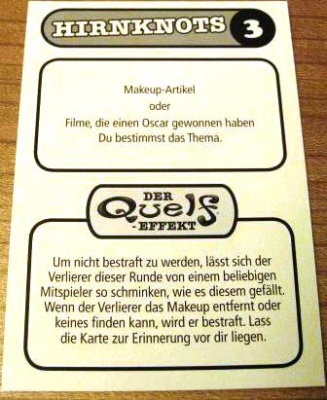 HIRNKNOTS 3
Makeup-Artikel
oder
Filme, die einen Oscar gewonnen haben
Du bestimmst das Thema.
DER
Quelf
-EFFEKT
Um nicht bestraft zu werden, lässt sich der
Verlierer dieser Runde von einem beliebigen
Mitspieler so schminken, wie es diesem gefällt.
Wenn der Verlierer das Makeup entfernt oder
keines finden kann, wird er bestraft. Lass
die Karte zur Erinnerung vor dir liegen.